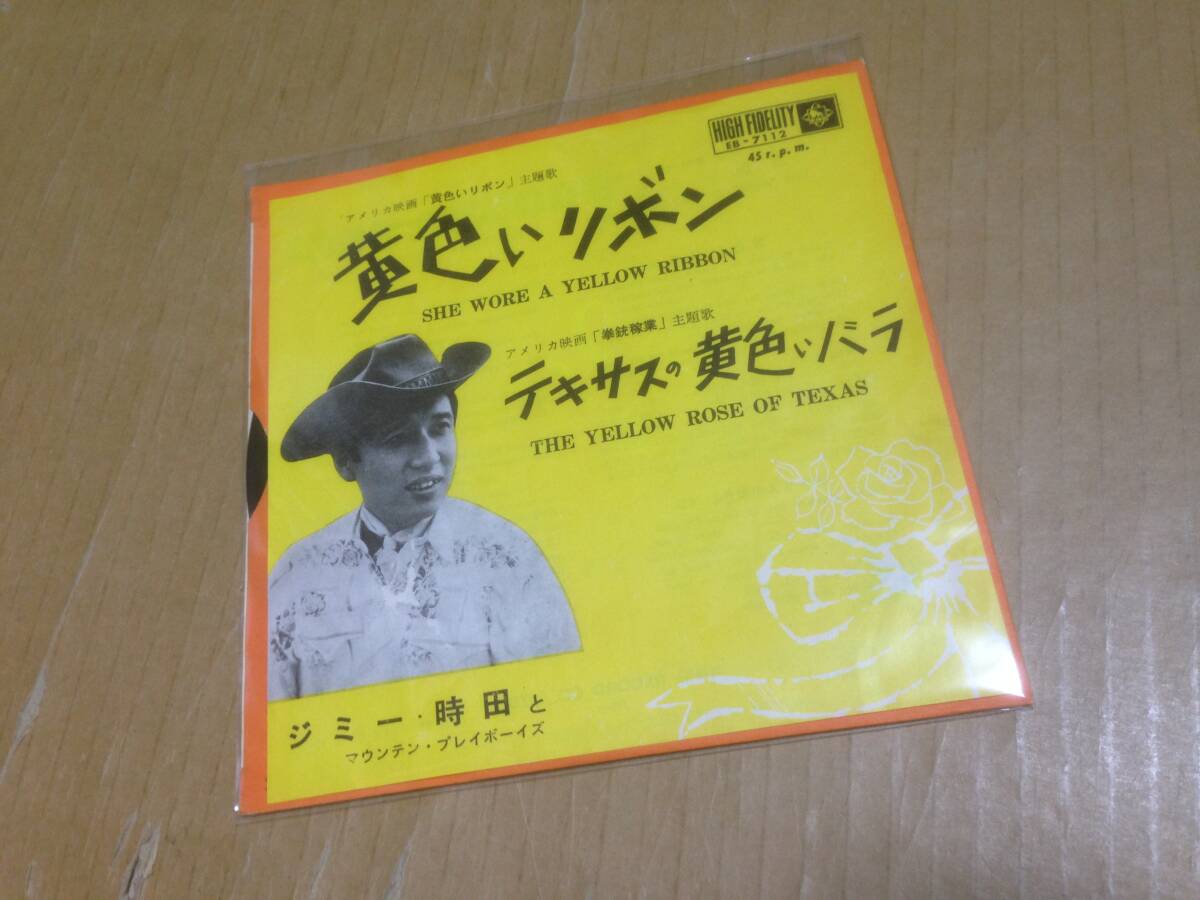 HIGH FIDELITY
EB-7112
45 r.p.m.
アメリカ映画「黄色いリボン」主題歌
黄色いリボン
SHE WORE A YELLOW RIBBON
アメリカ映画「拳銃稼業」主題歌
テキサスの黄色いバラ
THE YELLOW ROSE OF TEXAS
ジミー・時田と
マウンテン・プレイボーイズ